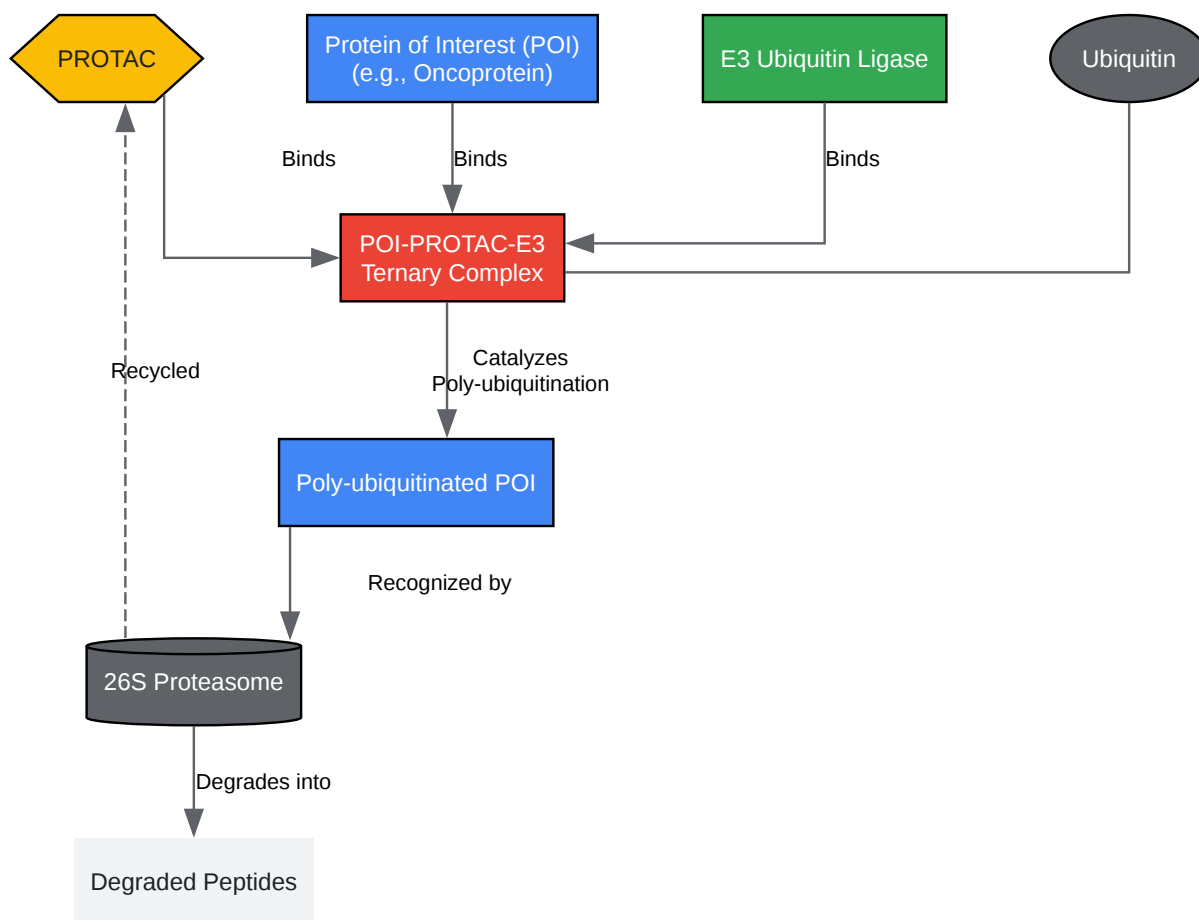 PROTAC
Protein of Interest (POI)
(e.g., Oncoprotein)
E3 Ubiquitin Ligase
Ubiquitin
Binds
Binds
Binds
POI-PROTAC-E3
Ternary Complex
Recycled
Catalyzes
Poly-ubiquitination
Poly-ubiquitinated POI
Recognized by
26S Proteasome
Degrades into
Degraded Peptides